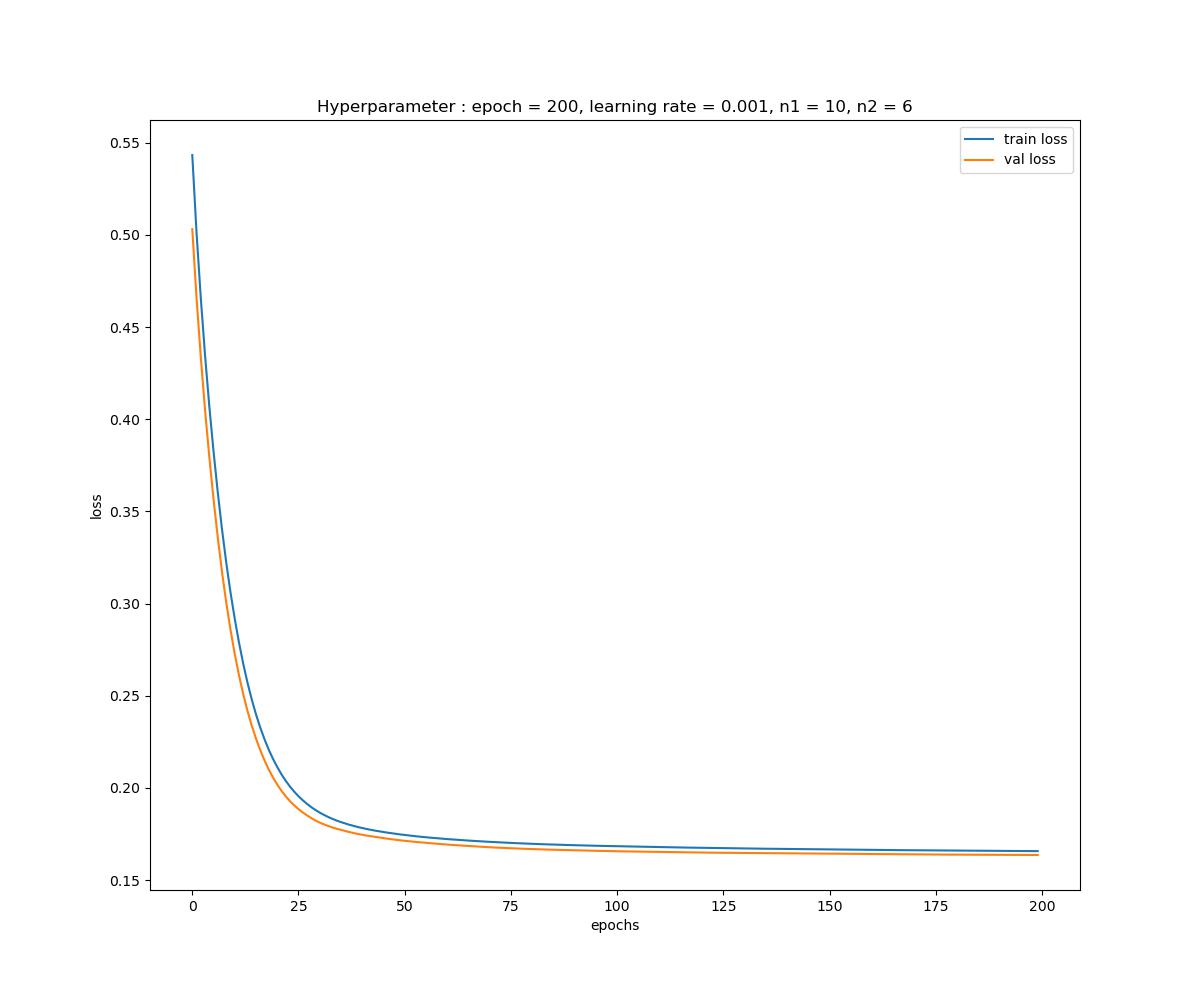 Hyperparameter : epoch = 200, learning rate = 0.001, n1 = 10, n2 = 6
train loss
val loss
0.55
0.50
0.45
0.40
0.35
0.30
0.25
0.20
0.15
loss
0 25 50 75 100 125 150 175 200
epochs